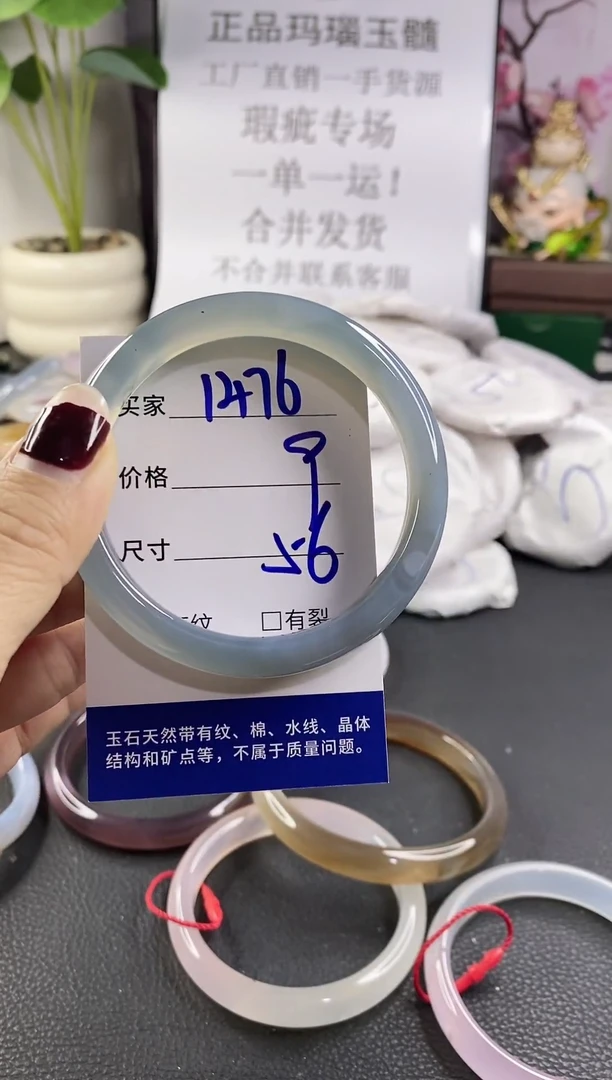 正品玛瑙玉髓
工厂直销一手货源
瑕疵专场
一单一运！
合并发货
不合并联系客服
买家 1476
价格
尺寸 56
纹 □有裂
玉石天然带有纹、棉、水线、晶体
结构和矿点等，不属于质量问题。